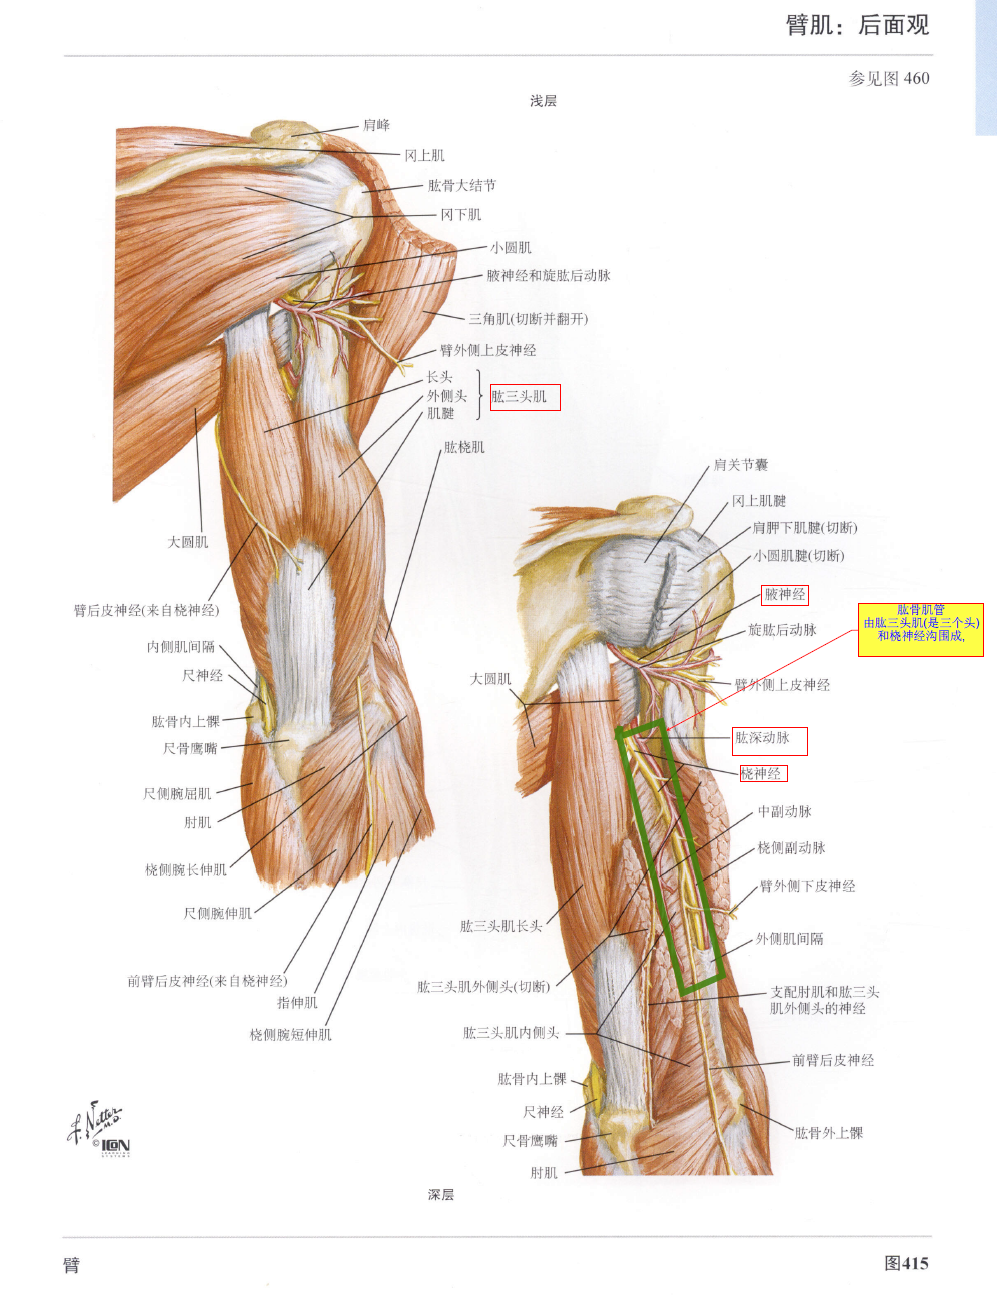 臂肌：后面观
参见图 460
浅层
肩峰
冈上肌
肱骨大结节
冈下肌
小圆肌
腋神经和旋肱后动脉
三角肌(切断并翻开)
臂外侧上皮神经
长头
外侧头
肌腱
肱三头肌
肱桡肌
大圆肌
臂后皮神经(来自桡神经)
内侧肌间隔
尺神经
肱骨内上髁
尺骨鹰嘴
尺侧腕屈肌
肘肌
桡侧腕长伸肌
尺侧腕伸肌
前臂后皮神经(来自桡神经)
指伸肌
桡侧腕短伸肌
肩关节囊
冈上肌腱
肩胛下肌腱(切断)
小圆肌腱(切断)
腋神经
旋肱后动脉
肱骨肌管
由肱三头肌(是三个头)
和桡神经沟围成,
大圆肌
臂外侧上皮神经
肱深动脉
桡神经
中副动脉
桡侧副动脉
臂外侧下皮神经
肱三头肌长头
外侧肌间隔
肱三头肌外侧头(切断)
支配肘肌和肱三头
肌外侧头的神经
肱三头肌内侧头
前臂后皮神经
肱骨内上髁
尺神经
肱骨外上髁
尺骨鹰嘴
肘肌
深层
F. Netter
M.D.
© ICON
LEARNING
SYSTEMS
臂
图415